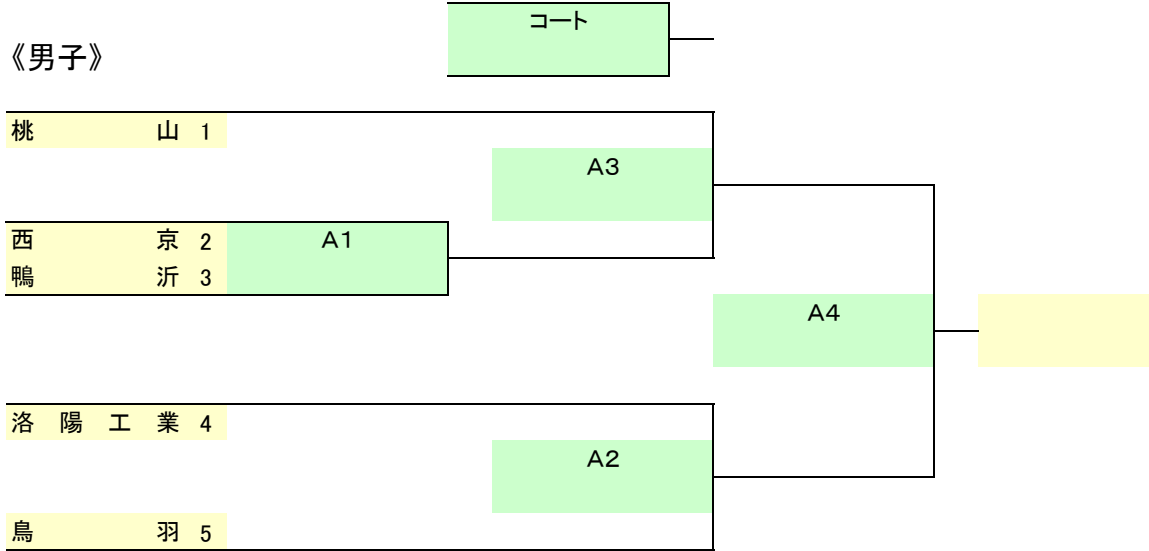 コート
《男子》
桃 山 1
A3
西 京 2 A1
鴨 沂 3
A4
洛 陽 工 業 4
A2
鳥 羽 5